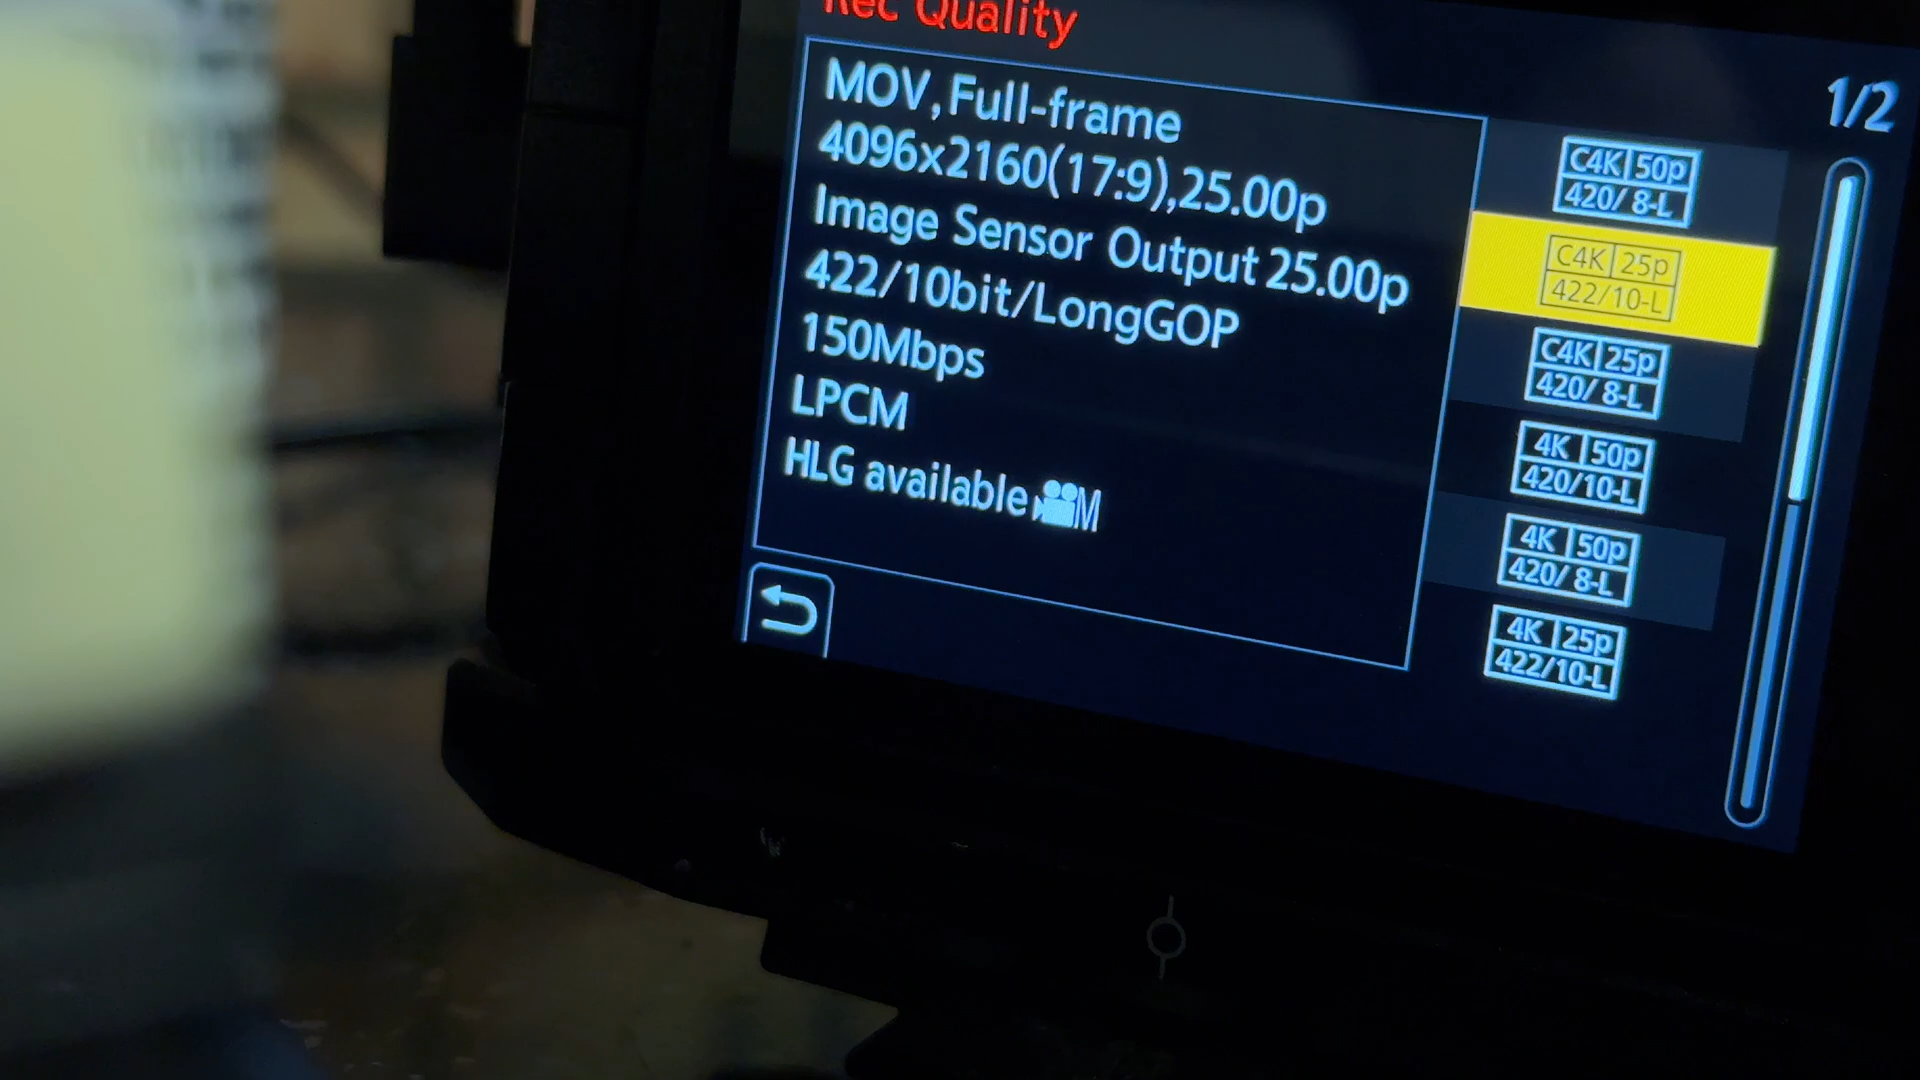 Rec Quality
1/2
MOV,Full-frame
4096x2160(17:9),25.00p
Image Sensor Output 25.00p
422/10bit/LongGOP
150Mbps
LPCM
HLG available M
C4K 50p
420/ 8-L
C4K 25p
422/10-L
C4K 25p
420/ 8-L
4K 50p
420/10-L
4K 50p
420/ 8-L
4K 25p
422/10-L